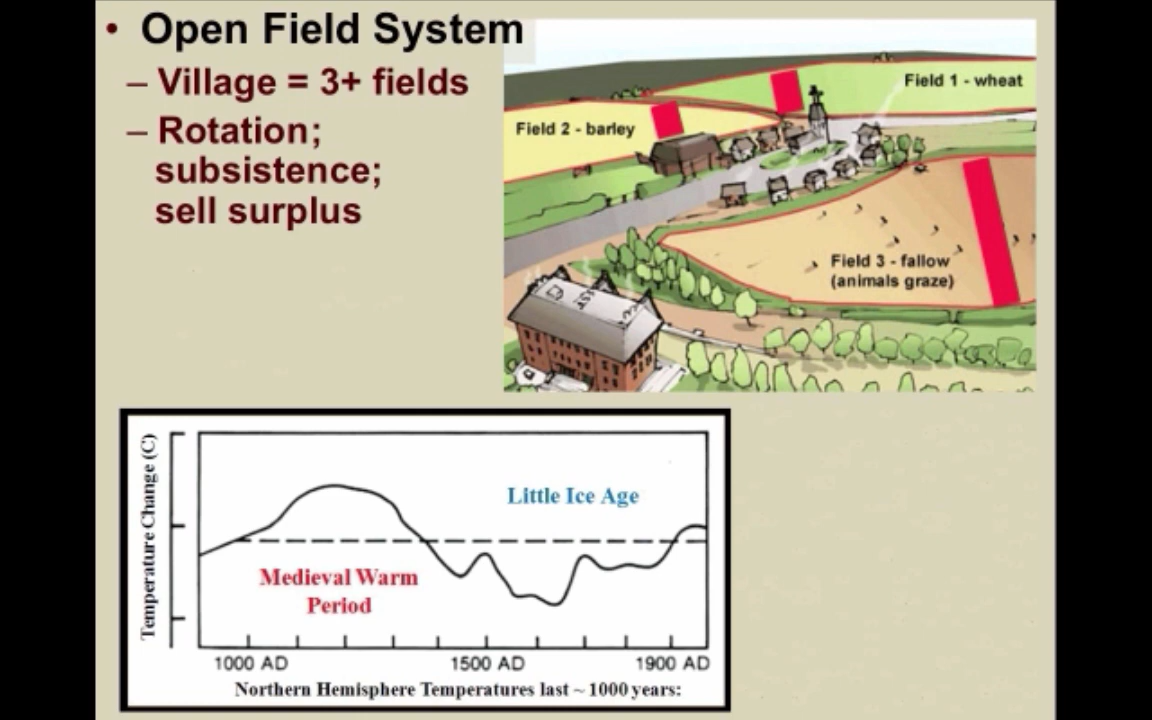 • Open Field System
– Village = 3+ fields
– Rotation;
subsistence;
sell surplus
Field 1 - wheat
Field 2 - barley
Field 3 - fallow
(animals graze)
Temperature Change (C)
Little Ice Age
Medieval Warm
Period
1000 AD 1500 AD 1900 AD
Northern Hemisphere Temperatures last ~ 1000 years: